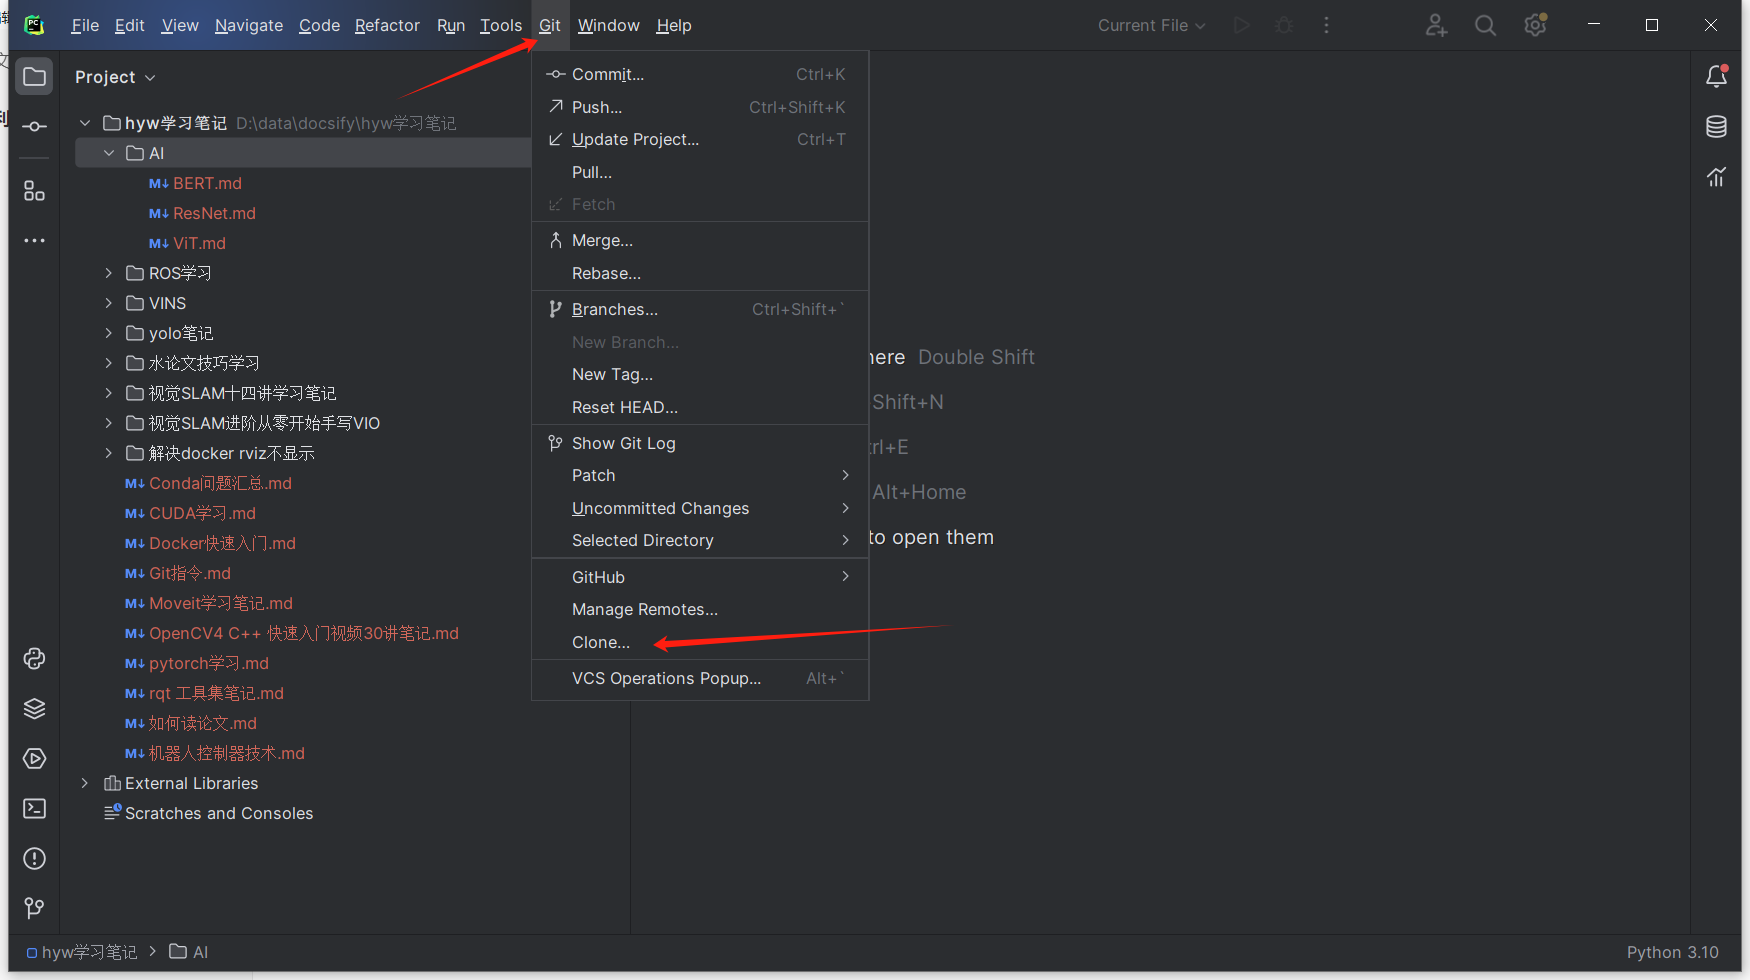 File Edit View Navigate Code Refactor Run Tools Git Window Help
Current File
Project
hyw学习笔记 D:\data\docsify\hyw学习笔记
AI
BERT.md
ResNet.md
ViT.md
ROS学习
VINS
yolo笔记
水论文技巧学习
视觉SLAM十四讲学习笔记
视觉SLAM进阶从零开始手写VIO
解决docker rviz不显示
Conda问题汇总.md
CUDA学习.md
Docker快速入门.md
Git指令.md
Moveit学习笔记.md
OpenCV4 C++ 快速入门视频30讲笔记.md
pytorch学习.md
rqt 工具集笔记.md
如何读论文.md
机器人控制器技术.md
External Libraries
Scratches and Consoles
Commit... Ctrl+K
Push... Ctrl+Shift+K
Update Project... Ctrl+T
Pull...
Fetch
Merge...
Rebase...
Branches... Ctrl+Shift+`
New Branch...
New Tag...
Reset HEAD...
Show Git Log
Patch
Uncommitted Changes
Selected Directory
GitHub
Manage Remotes...
Clone...
VCS Operations Popup... Alt+`
here Double Shift
Shift+N
trl+E
Alt+Home
to open them
hyw学习笔记 > AI
Python 3.10